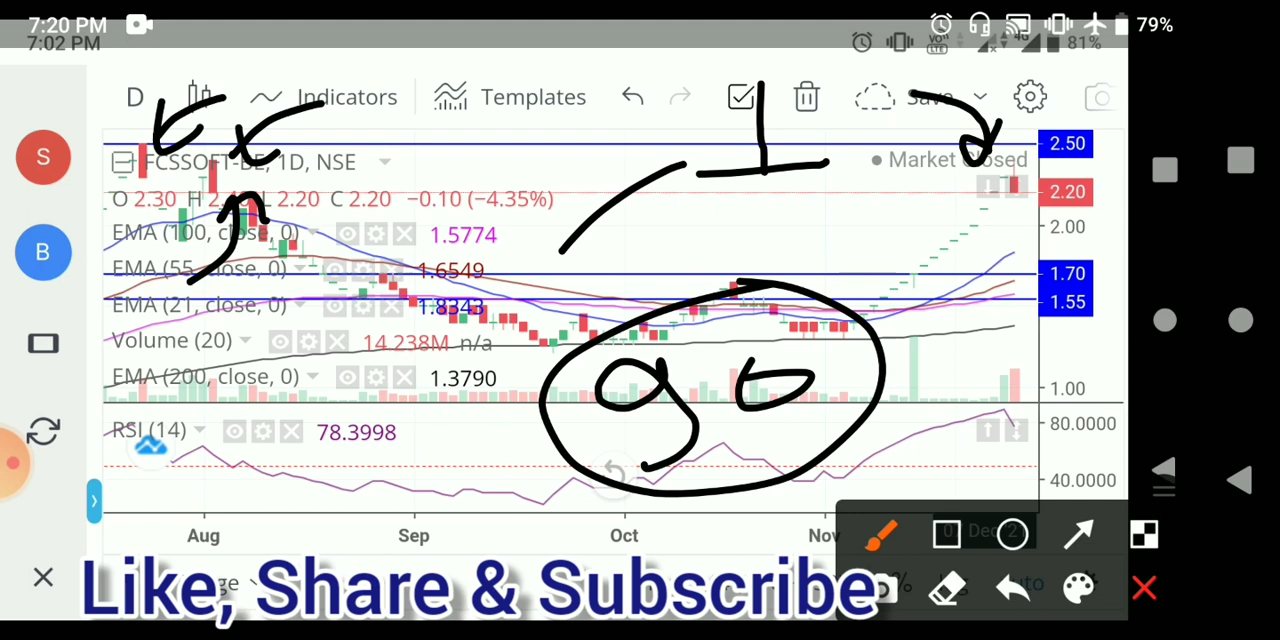 7:20 PM 79%
7:02 PM VO LTE 4G 81%
D Indicators Templates Save
S FCSSOFT-BE, 1D, NSE Market Closed 2.50
O 2.30 H L 2.20 C 2.20 −0.10 (−4.35%) 2.20
EMA (100, close, 0) 1.5774 2.00
B EMA (55, close, 0) 1.6549 1.70
EMA (21, close, 0) 1.8343 1.55
Volume (20) 14.238M n/a
EMA (200, close, 0) 1.3790 1.00
90
RSI (14) 78.3998 80.0000
40.0000
Aug Sep Oct Nov
Like, Share & Subscribe